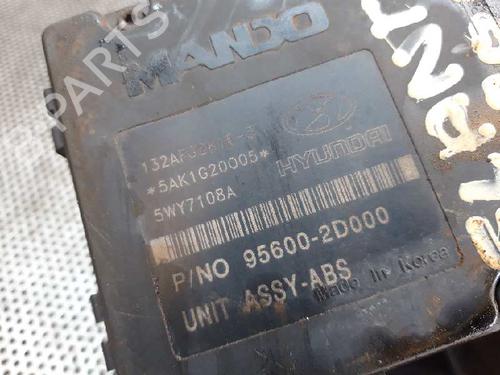 MANDO
HYUNDAI
*5AK1G20005*
5WY7108A
P/NO 95600-2D000
UNIT ASSY-ABS
Made In Korea